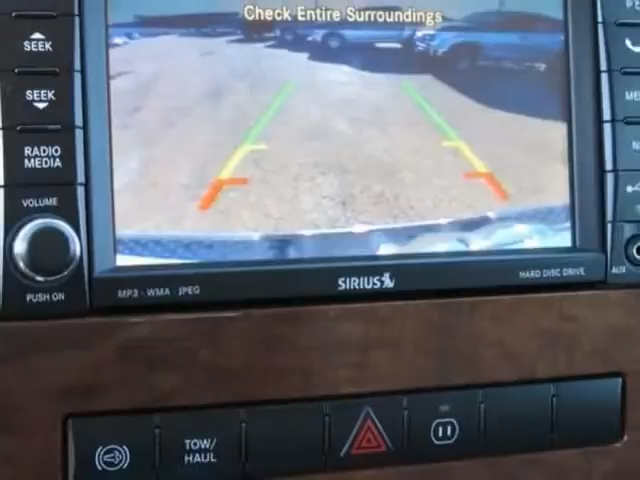 Check Entire Surroundings
SEEK
SEEK
RADIO
MEDIA
VOLUME
PUSH ON
MP3 · WMA · JPEG
SIRIUS
HARD DISC DRIVE
AUX
TOW/
HAUL